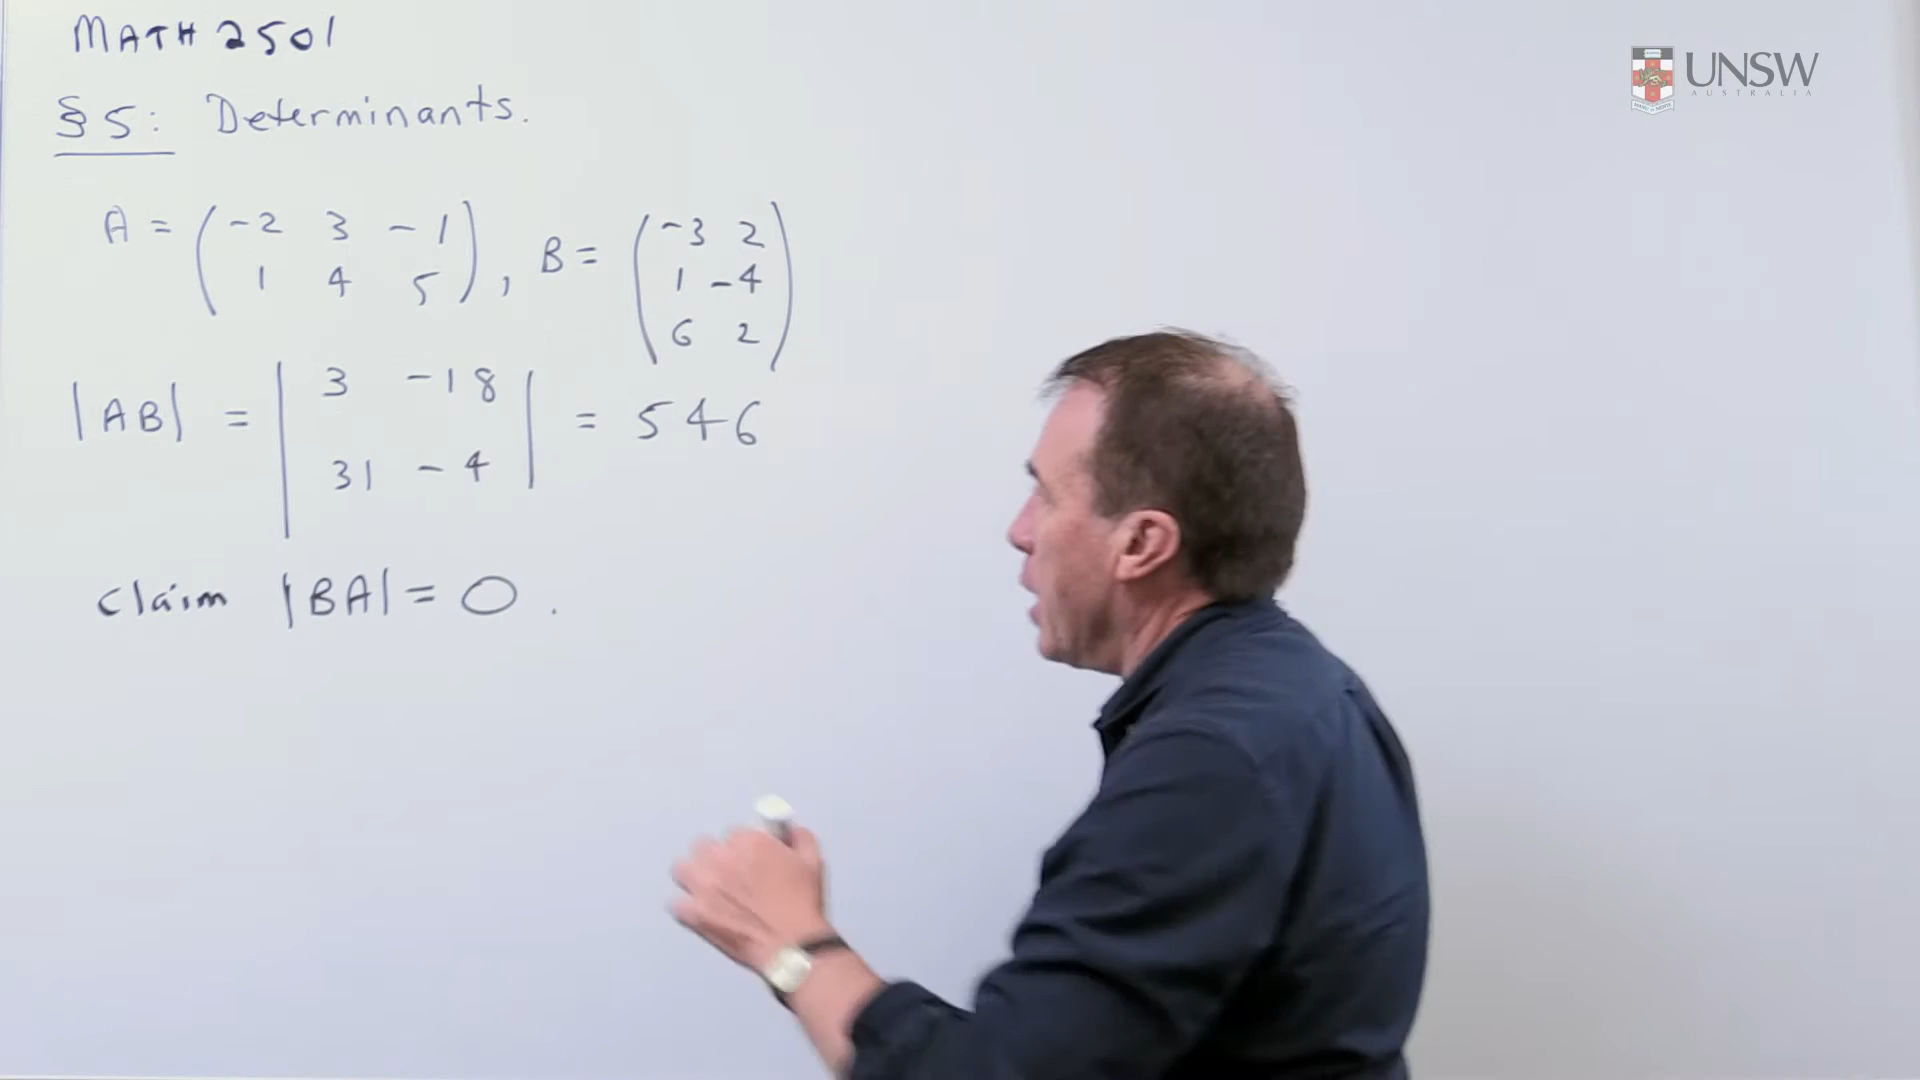 MATH 2501
§5: Determinants.
A = (-2 3 -1
1 4 5), B = (-3 2
1 -4
6 2)
|AB| = |3 -18
31 -4| = 546
Claim |BA| = 0.
UNSW
AUSTRALIA